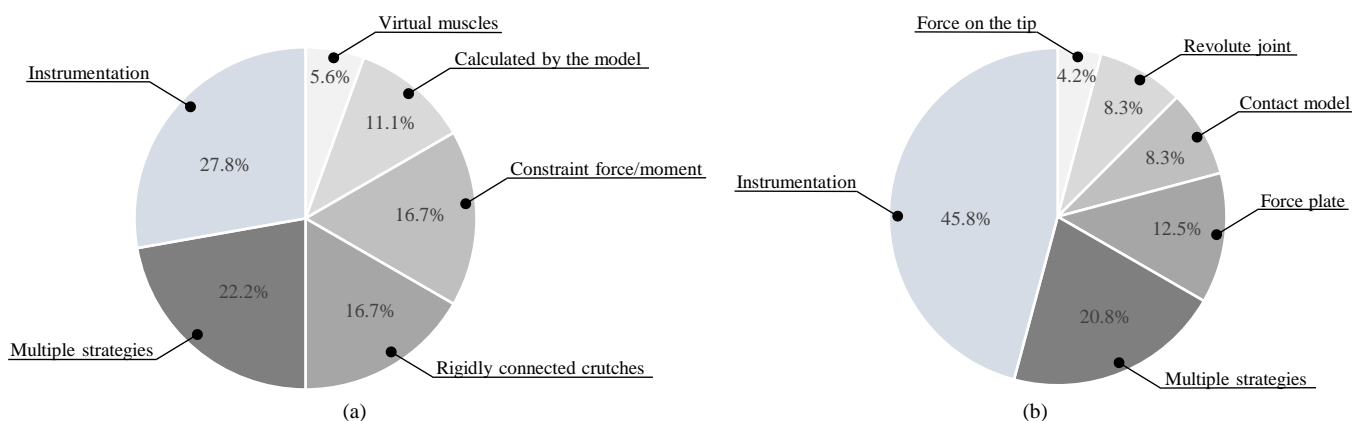 Virtual muscles
5.6%
Calculated by the model
11.1%
Constraint force/moment
16.7%
Rigidly connected crutches
16.7%
Multiple strategies
22.2%
Instrumentation
27.8%
(a)
Force on the tip
4.2%
Revolute joint
8.3%
Contact model
8.3%
Force plate
12.5%
Multiple strategies
20.8%
Instrumentation
45.8%
(b)